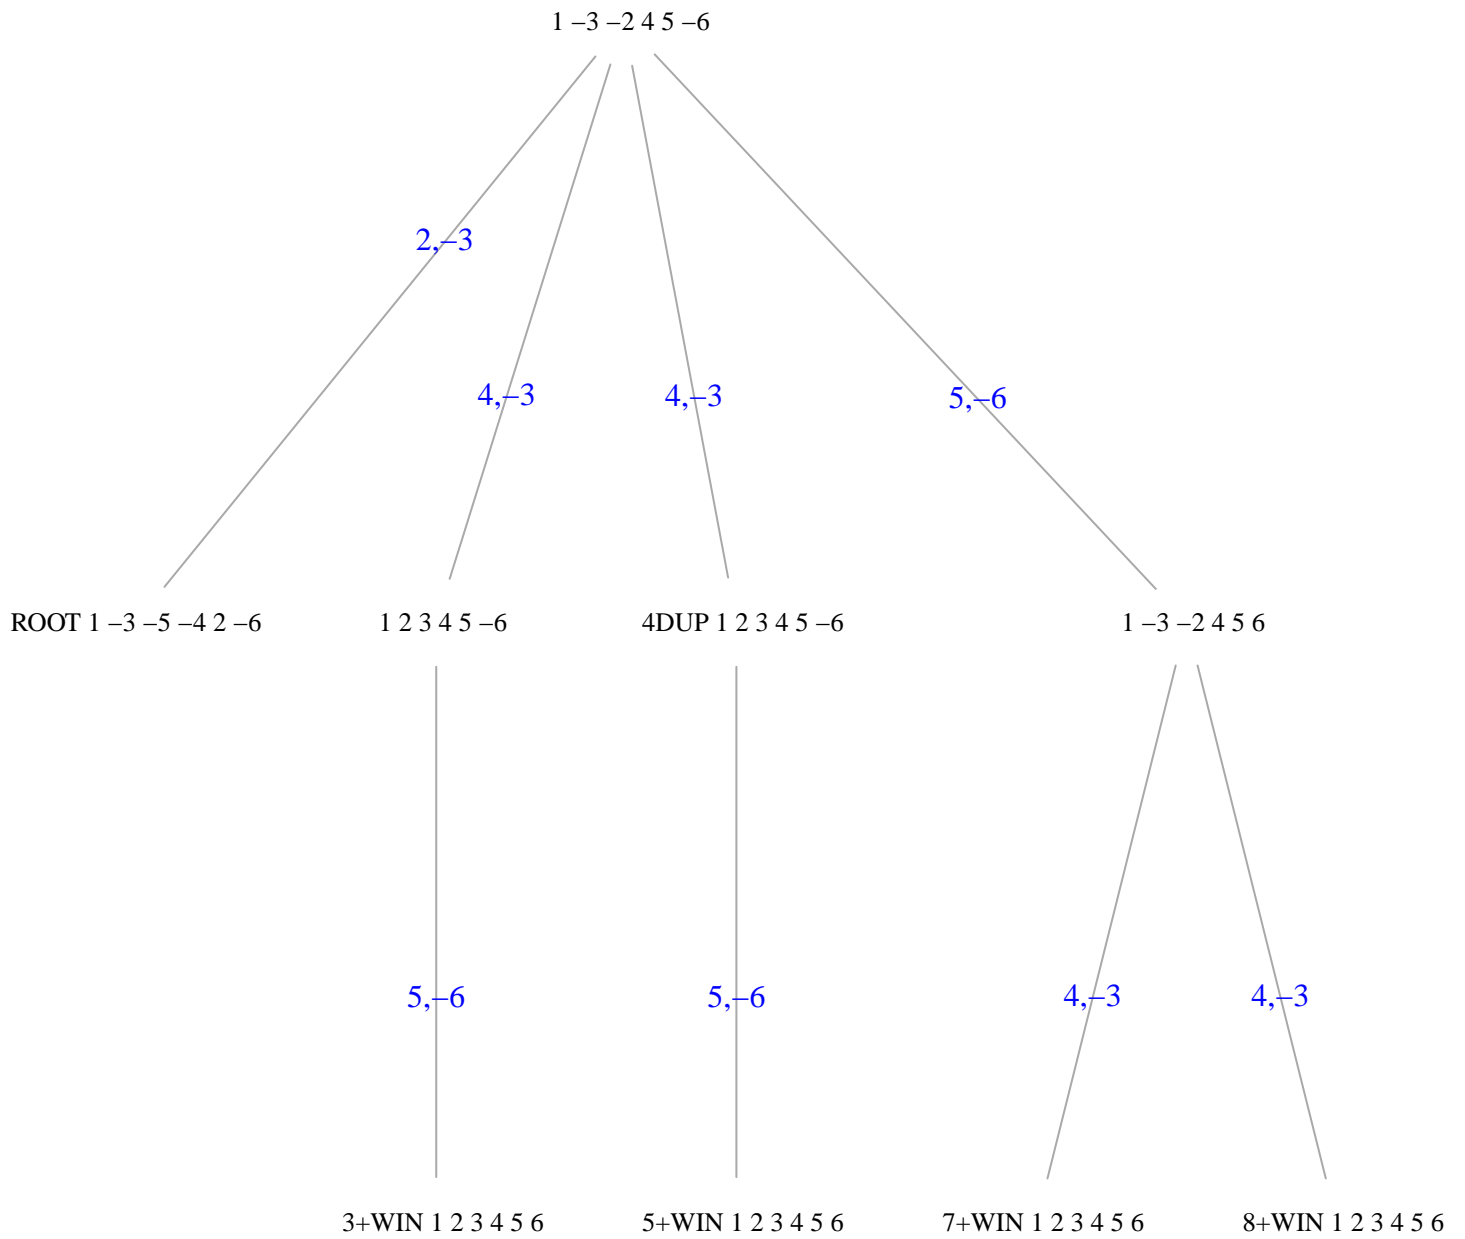 1 –3 –2 4 5 –6
2,–3
4,–3
4,–3
5,–6
ROOT 1 –3 –5 –4 2 –6
1 2 3 4 5 –6
4DUP 1 2 3 4 5 –6
1 –3 –2 4 5 6
5,–6
5,–6
4,–3
4,–3
3+WIN 1 2 3 4 5 6
5+WIN 1 2 3 4 5 6
7+WIN 1 2 3 4 5 6
8+WIN 1 2 3 4 5 6